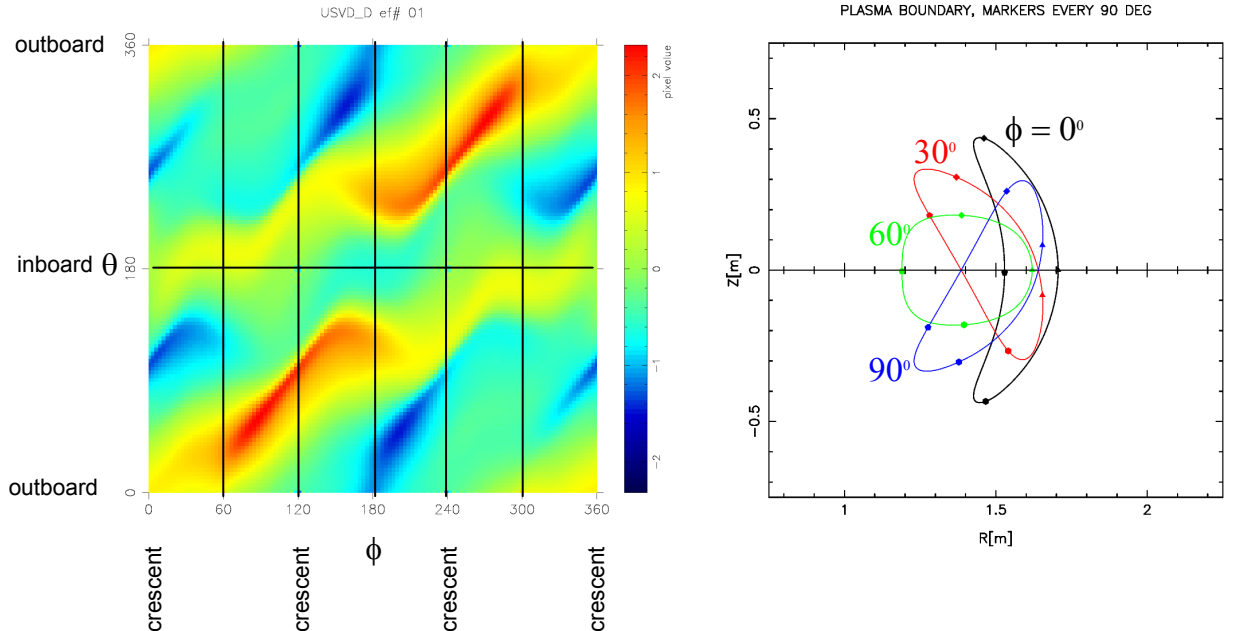 USVD_D ef# 01
outboard
360
inboard θ
180
outboard
0
0 60 120 180 240 300 360
ϕ
crescent
crescent
crescent
crescent
2
1
0
−1
−2
pixel value
PLASMA BOUNDARY, MARKERS EVERY 90 DEG
ϕ = 0⁰
30⁰
60⁰
90⁰
0.5
0
−0.5
Z[m]
1 1.5 2
R[m]